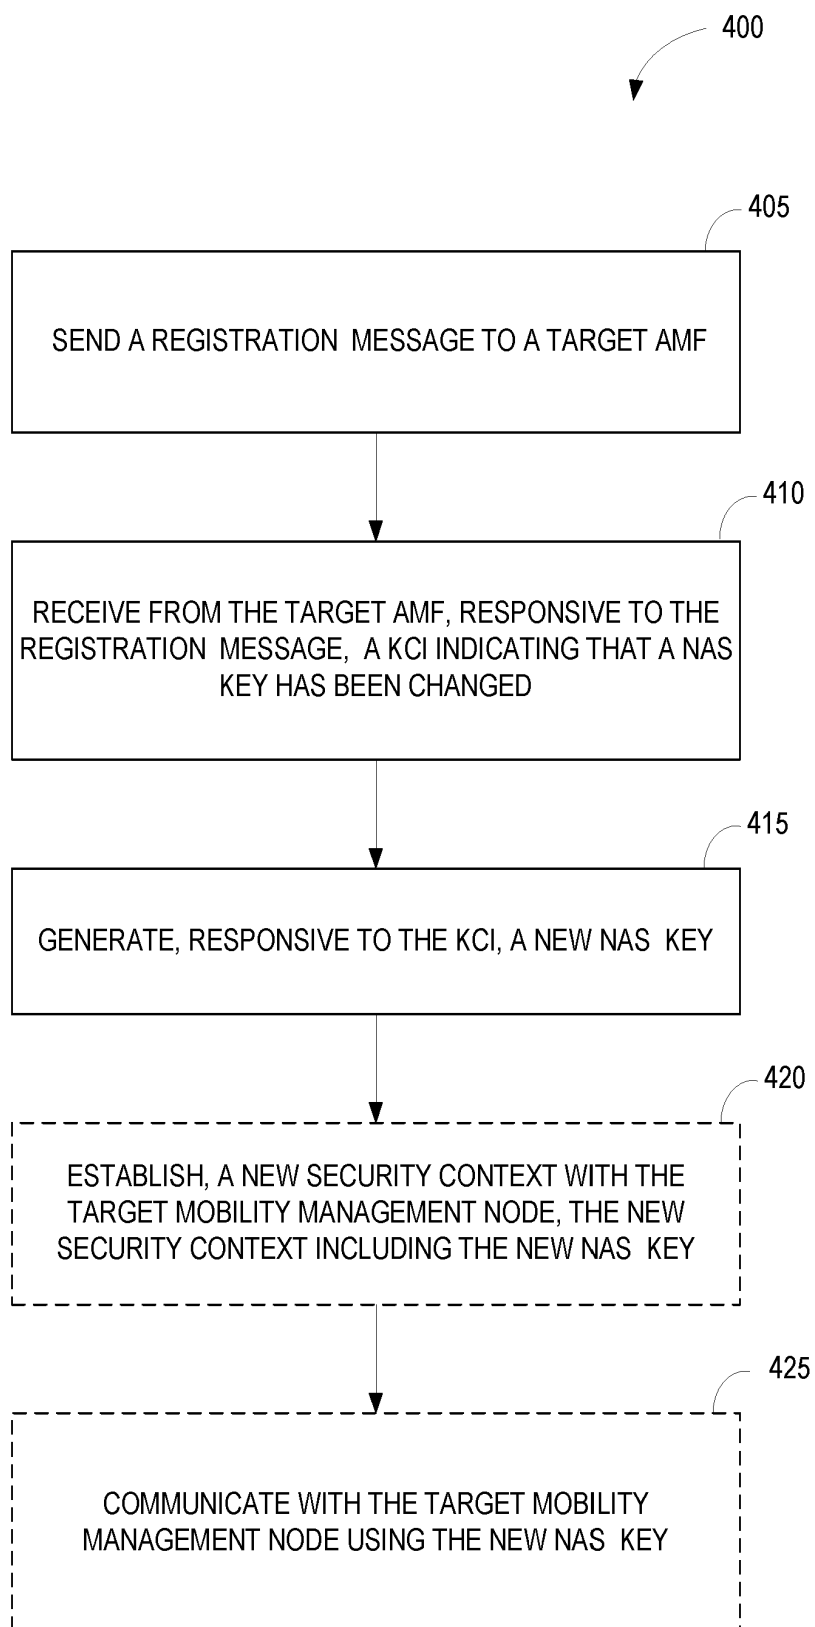 400
405
SEND A REGISTRATION MESSAGE TO A TARGET AMF
410
RECEIVE FROM THE TARGET AMF, RESPONSIVE TO THE
REGISTRATION MESSAGE, A KCI INDICATING THAT A NAS
KEY HAS BEEN CHANGED
415
GENERATE, RESPONSIVE TO THE KCI, A NEW NAS KEY
420
ESTABLISH, A NEW SECURITY CONTEXT WITH THE
TARGET MOBILITY MANAGEMENT NODE, THE NEW
SECURITY CONTEXT INCLUDING THE NEW NAS KEY
425
COMMUNICATE WITH THE TARGET MOBILITY
MANAGEMENT NODE USING THE NEW NAS KEY